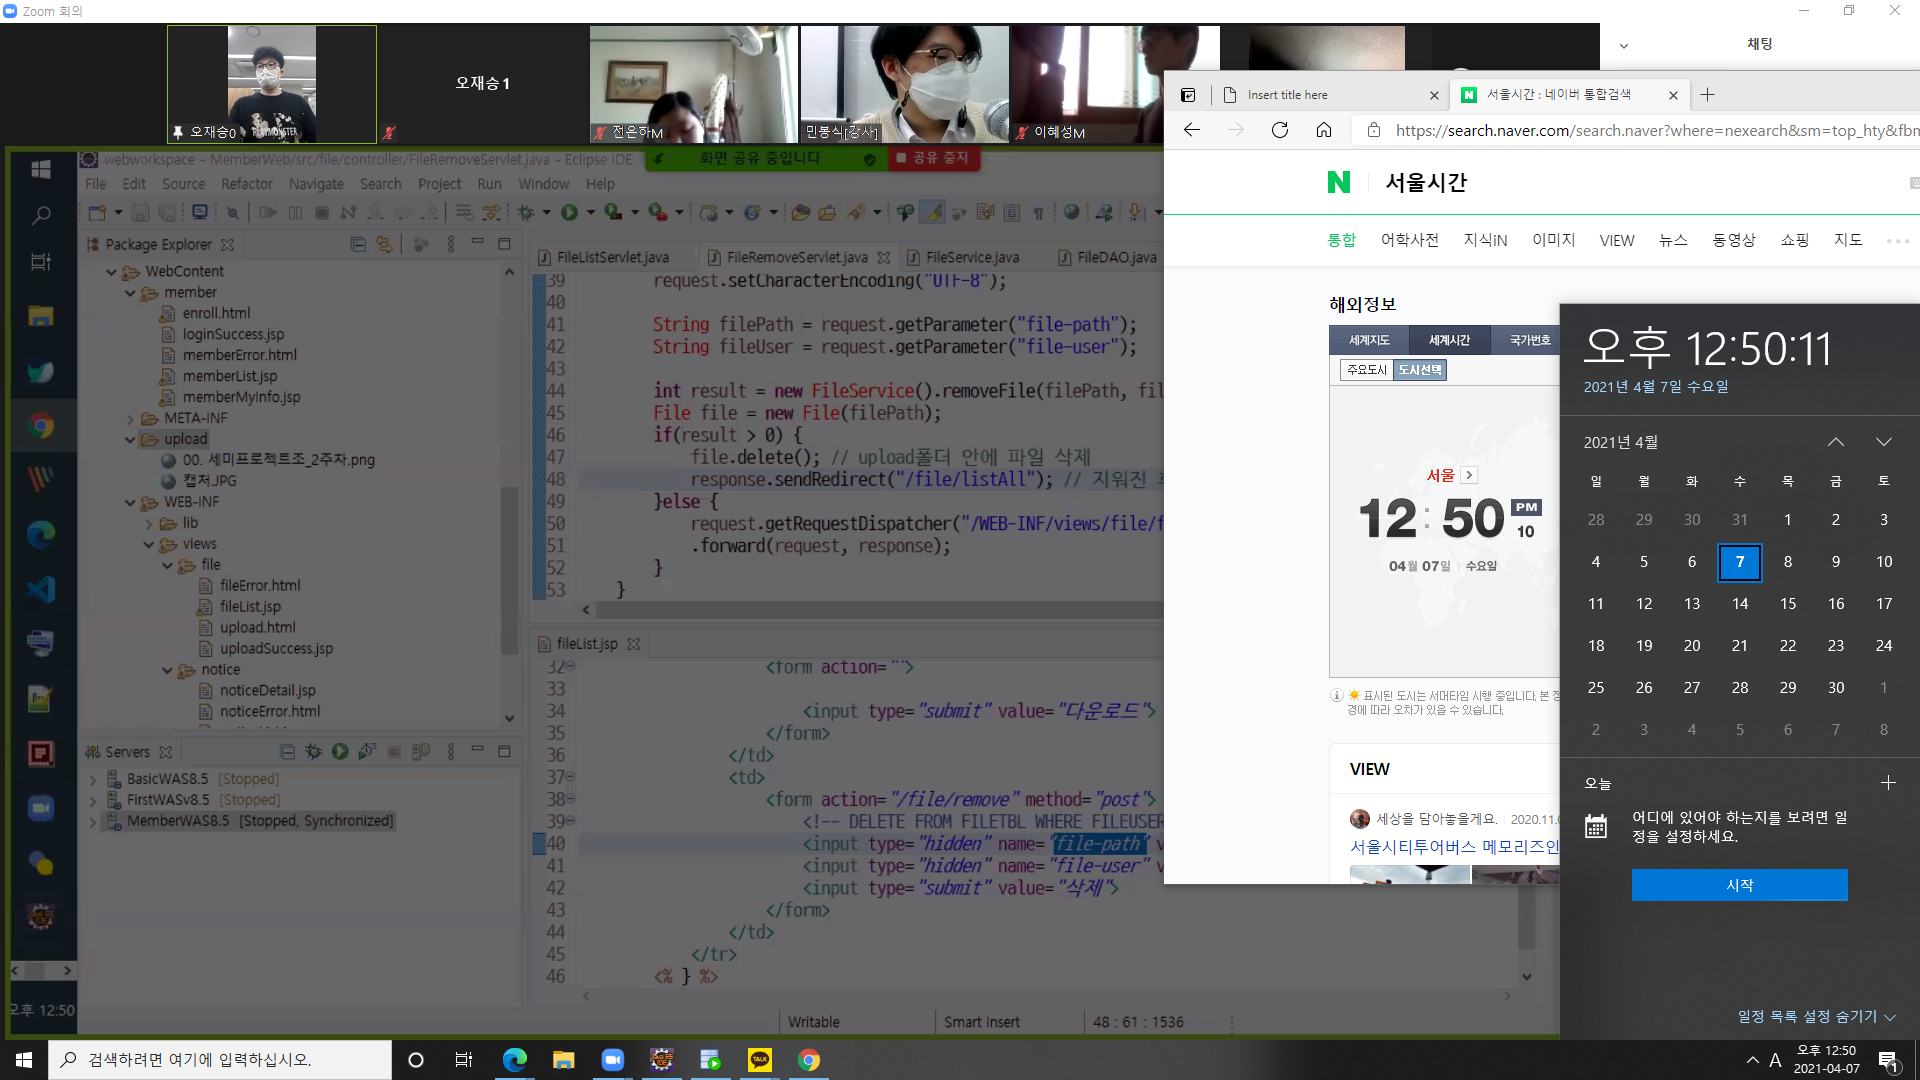 Zoom 회의
오재승0
오재승1
전은하M
민봉식[강사]
이혜성M
채팅
webworkspace - MemberWeb/src/file/controller/FileRemoveServlet.java - Eclipse IDE
화면 공유 중입니다
공유 중지
File Edit Source Refactor Navigate Search Project Run Window Help
Package Explorer
WebContent
member
enroll.html
loginSuccess.jsp
memberError.html
memberList.jsp
memberMyInfo.jsp
META-INF
upload
00. 세미프로젝트조_2주차.png
캡처.JPG
WEB-INF
lib
views
file
fileError.html
fileList.jsp
upload.html
uploadSuccess.jsp
notice
noticeDetail.jsp
noticeError.html
Servers
BasicWAS8.5 [Stopped]
FirstWASv8.5 [Stopped]
MemberWAS8.5 [Stopped, Synchronized]
오후 12:50
FileListServlet.java
FileRemoveServlet.java
FileService.java
FileDAO.java
39 request.setCharacterEncoding("UTF-8");
40
41 String filePath = request.getParameter("file-path");
42 String fileUser = request.getParameter("file-user");
43
44 int result = new FileService().removeFile(filePath, fil
45 File file = new File(filePath);
46 if(result > 0) {
47 file.delete(); // upload폴더 안에 파일 삭제
48 response.sendRedirect("/file/listAll"); // 지워진
49 }else {
50 request.getRequestDispatcher("/WEB-INF/views/file/f
51 .forward(request, response);
52 }
53 }
fileList.jsp
32 <form action="">
33
34 <input type="submit" value="다운로드">
35 </form>
36 </td>
37 <td>
38 <form action="/file/remove" method="post">
39 <!-- DELETE FROM FILETBL WHERE FILEUSER
40 <input type="hidden" name="file-path" v
41 <input type="hidden" name="file-user" v
42 <input type="submit" value="삭제">
43 </form>
44 </td>
45 </tr>
46 <% } %>
Writable
Smart Insert
48 : 61 : 1536
Insert title here
서울시간 : 네이버 통합검색
https://search.naver.com/search.naver?where=nexearch&sm=top_hty&fbm
N 서울시간
통합 어학사전 지식iN 이미지 VIEW 뉴스 동영상 쇼핑 지도
해외정보
세계지도 세계시간 국가번호
주요도시 도시선택
서울
12:50 PM 10
04월 07일 수요일
표시된 도시는 서머타임 시행 중입니다. 본 정
경에 따라 오차가 있을 수 있습니다.
VIEW
세상을 담아놓을게요. 2020.11.0
서울시티투어버스 메모리즈인
오후 12:50:11
2021년 4월 7일 수요일
2021년 4월
일 월 화 수 목 금 토
28 29 30 31 1 2 3
4 5 6 7 8 9 10
11 12 13 14 15 16 17
18 19 20 21 22 23 24
25 26 27 28 29 30 1
2 3 4 5 6 7 8
오늘
어디에 있어야 하는지를 보려면 일
정을 설정하세요.
시작
일정 목록 설정 숨기기
검색하려면 여기에 입력하십시오.
TALK
A
오후 12:50
2021-04-07
1